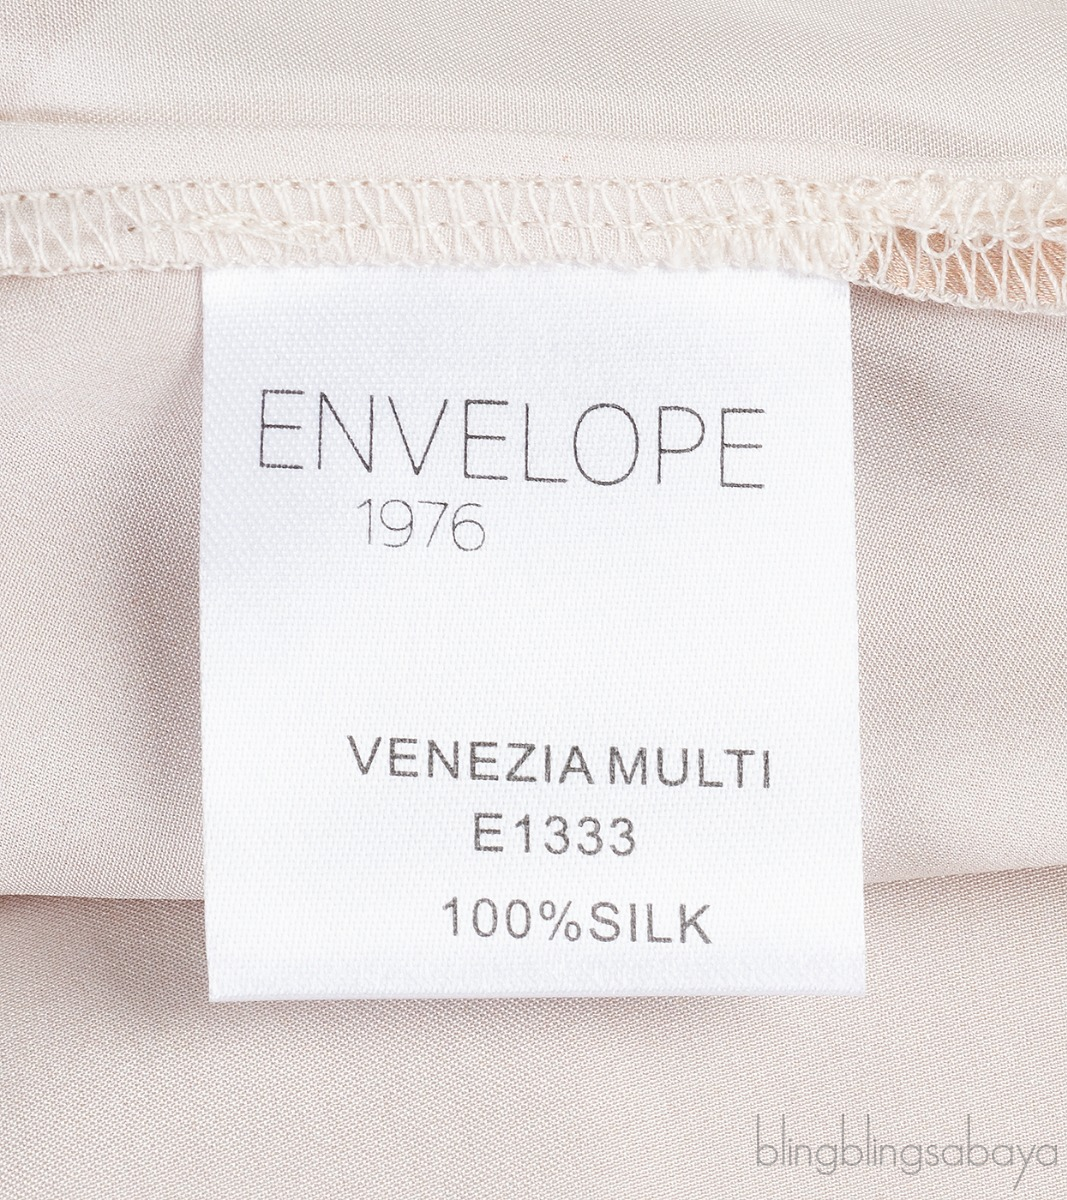 ENVELOPE
1976
VENEZIA MULTI
E1333
100%SILK
blingblingsabaya